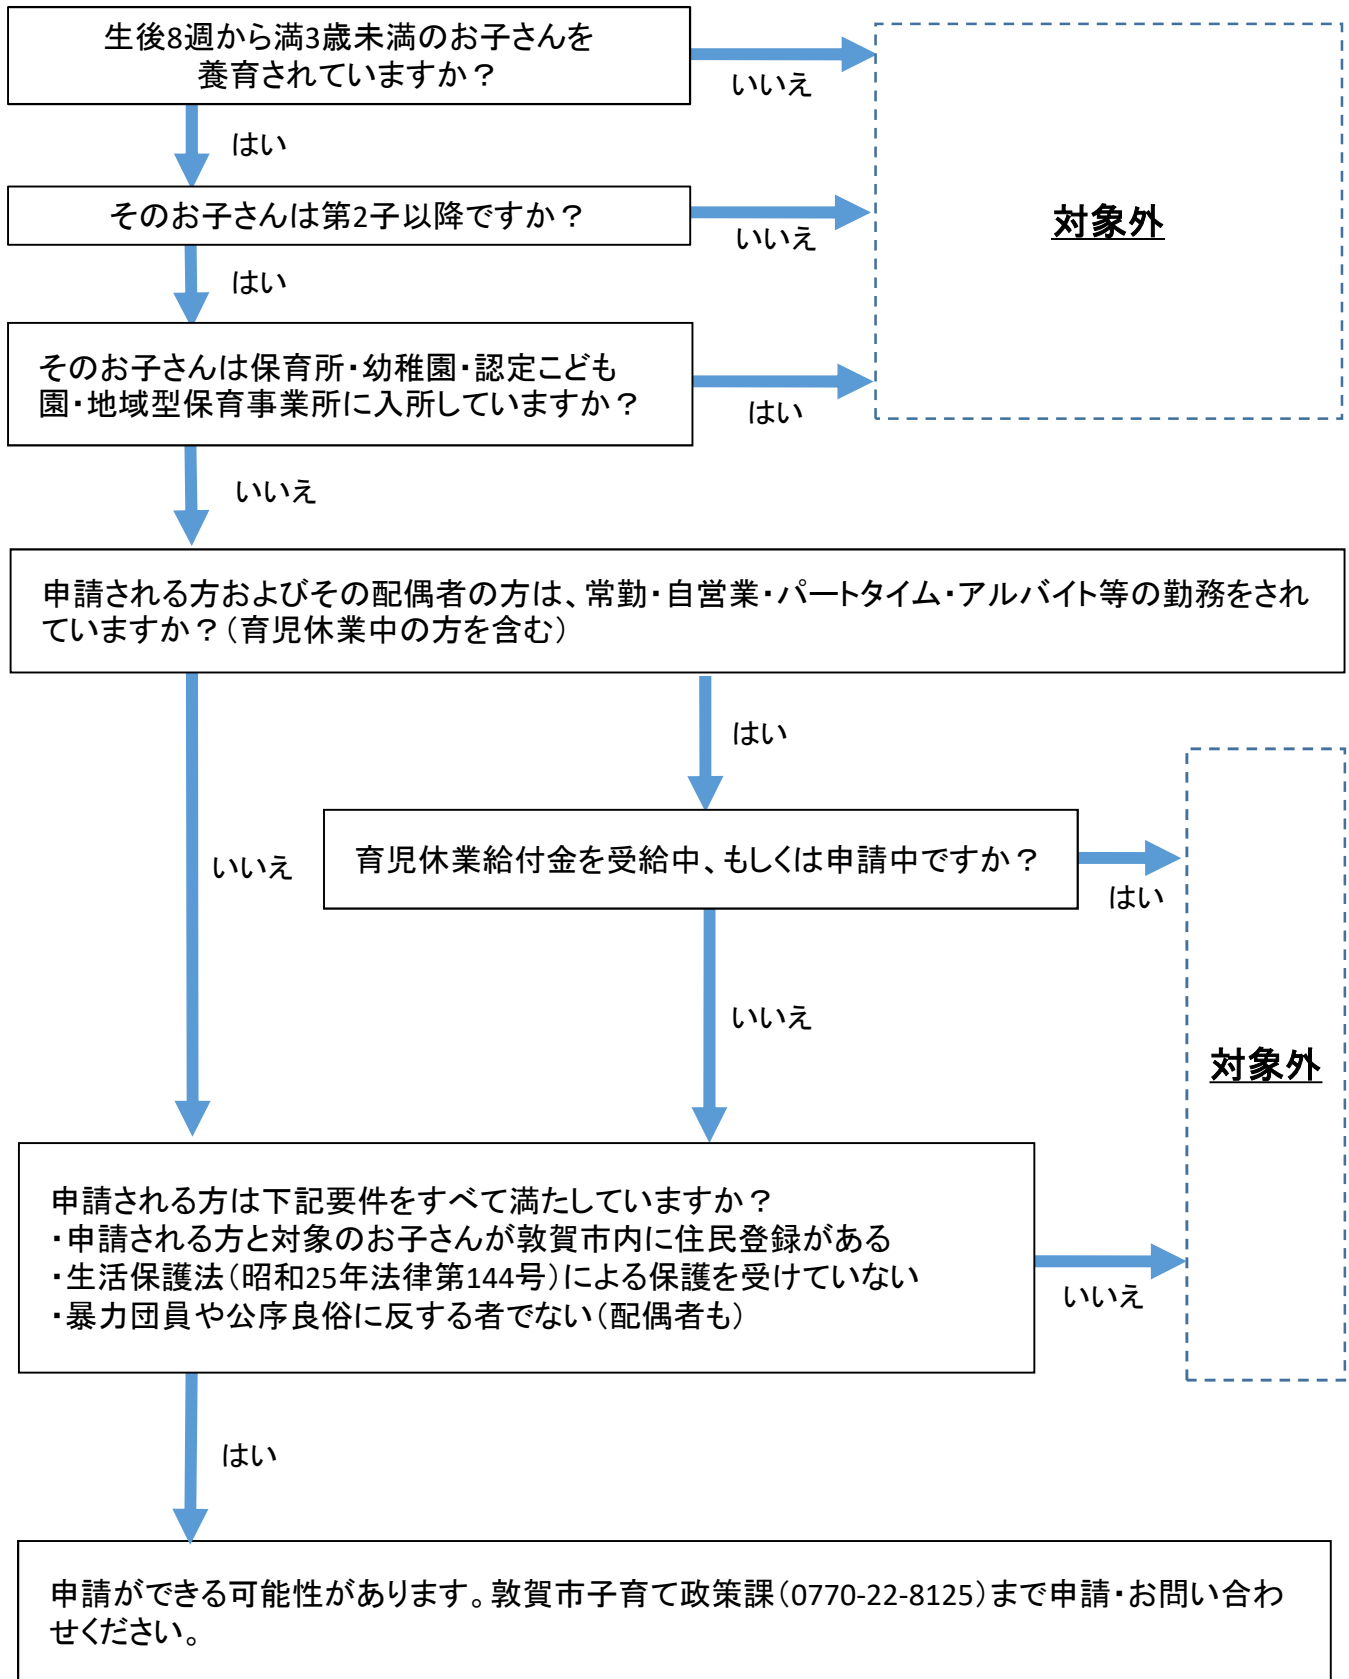 生後8週から満3歳未満のお子さんを
養育されていますか？
いいえ
はい
そのお子さんは第2子以降ですか？
いいえ
対象外
はい
そのお子さんは保育所・幼稚園・認定こども
園・地域型保育事業所に入所していますか？
はい
いいえ
申請される方およびその配偶者の方は、常勤・自営業・パートタイム・アルバイト等の勤務をされ
ていますか？（育児休業中の方を含む）
はい
いいえ
育児休業給付金を受給中、もしくは申請中ですか？
はい
いいえ
対象外
申請される方は下記要件をすべて満たしていますか？
・申請される方と対象のお子さんが敦賀市内に住民登録がある
・生活保護法（昭和25年法律第144号）による保護を受けていない
・暴力団員や公序良俗に反する者でない（配偶者も）
いいえ
はい
申請ができる可能性があります。敦賀市子育て政策課（0770-22-8125）まで申請・お問い合わ
せください。